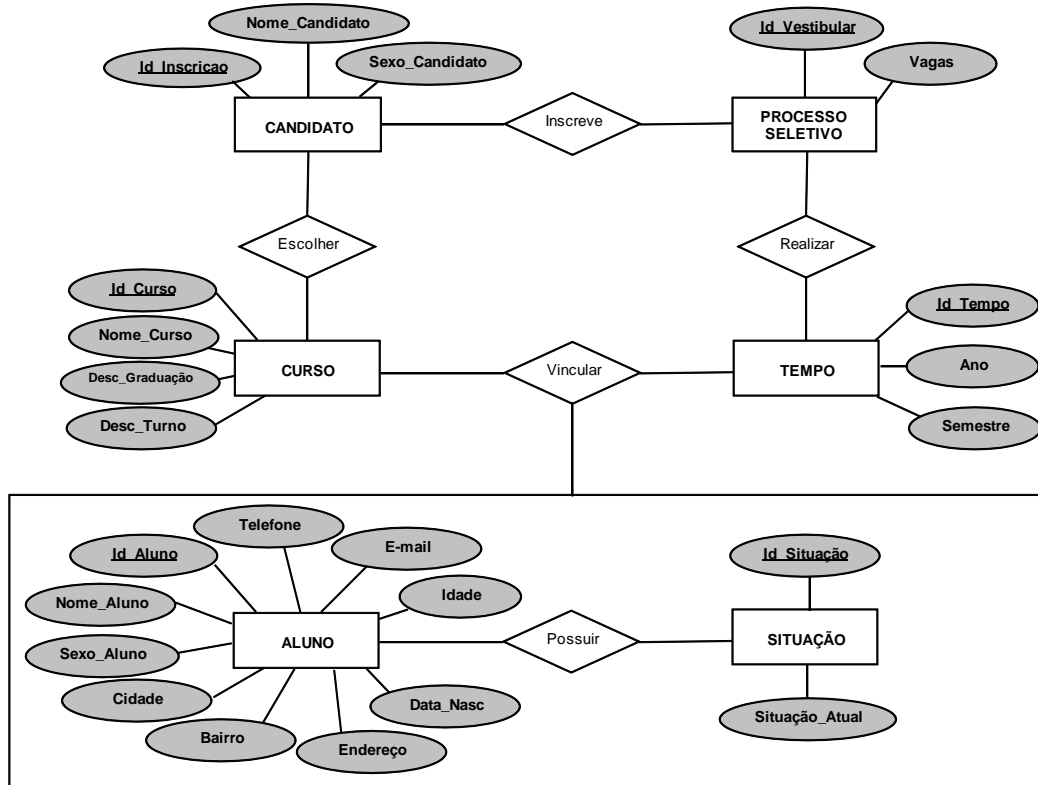 Nome_Candidato
Id_Vestibular
Id_Inscricao
Sexo_Candidato
Vagas
CANDIDATO
Inscreve
PROCESSO
SELETIVO
Escolher
Realizar
Id_Curso
Id_Tempo
Nome_Curso
Desc_Graduação
CURSO
Vincular
TEMPO
Ano
Desc_Turno
Semestre
Telefone
Id_Aluno
E-mail
Id_Situação
Nome_Aluno
Idade
Sexo_Aluno
ALUNO
Possuir
SITUAÇÃO
Cidade
Data_Nasc
Situação_Atual
Bairro
Endereço